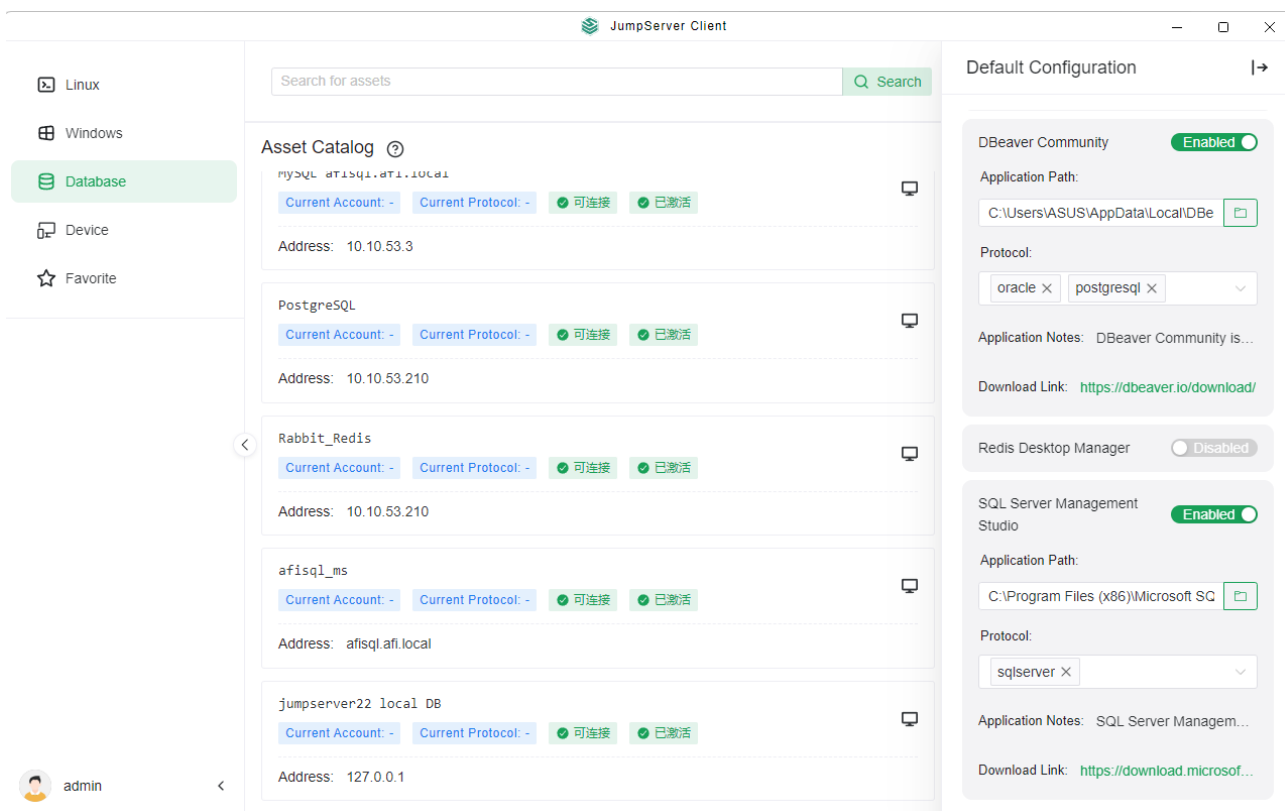 JumpServer Client
Linux
Windows
Database
Device
Favorite
admin
Search for assets
Search
Asset Catalog
MySQL afisql.afi.local
Current Account: - Current Protocol: - 可连接 已激活
Address: 10.10.53.3
PostgreSQL
Current Account: - Current Protocol: - 可连接 已激活
Address: 10.10.53.210
Rabbit_Redis
Current Account: - Current Protocol: - 可连接 已激活
Address: 10.10.53.210
afisql_ms
Current Account: - Current Protocol: - 可连接 已激活
Address: afisql.afi.local
jumpserver22 local DB
Current Account: - Current Protocol: - 可连接 已激活
Address: 127.0.0.1
Default Configuration
DBeaver Community Enabled
Application Path:
C:\Users\ASUS\AppData\Local\DBe
Protocol:
oracle postgresql
Application Notes: DBeaver Community is...
Download Link: https://dbeaver.io/download/
Redis Desktop Manager Disabled
SQL Server Management Enabled
Studio
Application Path:
C:\Program Files (x86)\Microsoft SQ
Protocol:
sqlserver
Application Notes: SQL Server Managem...
Download Link: https://download.microsof...